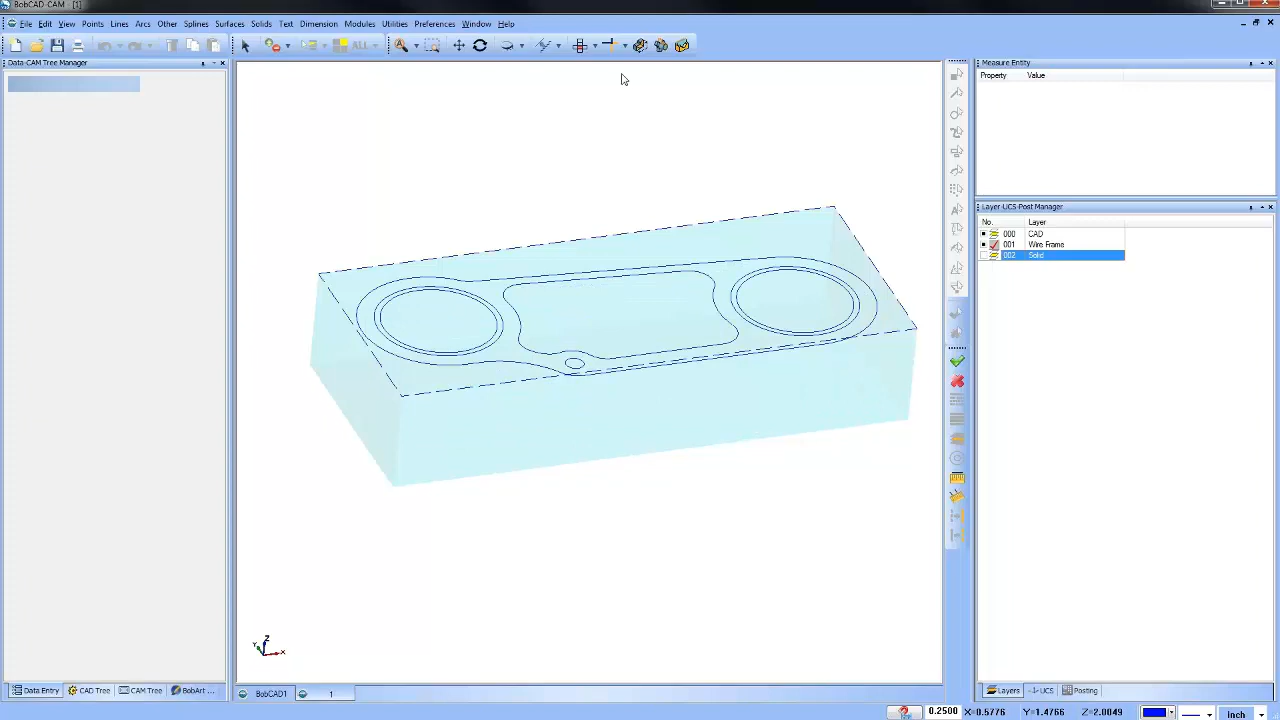 BobCAD-CAM - [1]
File Edit View Points Lines Arcs Other Splines Surfaces Solids Text Dimension Modules Utilities Preferences Window Help
ALL
Data-CAM Tree Manager
Measure Entity
Property Value
Layer-UCS-Post Manager
No. Layer
000 CAD
001 Wire Frame
002 Solid
Z
Y
X
Data Entry CAD Tree CAM Tree BobArt ...
BobCAD1 1
Layers UCS Posting
0.2500 X=0.5776 Y=1.4766 Z=2.0049 Inch